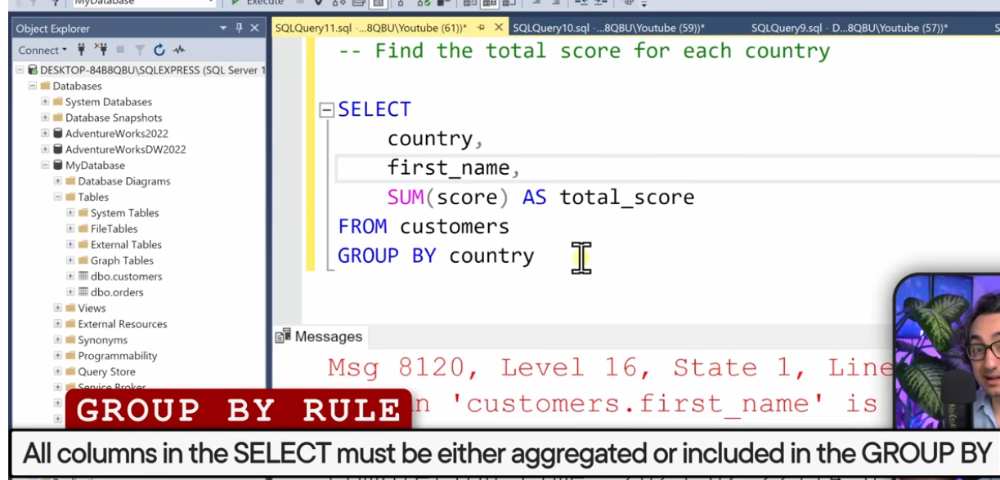 MyDatabase
Execute
Object Explorer
Connect
DESKTOP-84B8QBU\SQLEXPRESS (SQL Server 1
Databases
System Databases
Database Snapshots
AdventureWorks2022
AdventureWorksDW2022
MyDatabase
Database Diagrams
Tables
System Tables
FileTables
External Tables
Graph Tables
dbo.customers
dbo.orders
Views
External Resources
Synonyms
Programmability
Query Store
Service Broker
SQLQuery11.sql -...8QBU\Youtube (61))* SQLQuery10.sql -...8QBU\Youtube (59))* SQLQuery9.sql - D...8QBU\Youtube (57))* S
-- Find the total score for each country
SELECT
country,
first_name,
SUM(score) AS total_score
FROM customers
GROUP BY country
Messages
Msg 8120, Level 16, State 1, Line
n 'customers.first_name' is
GROUP BY RULE
All columns in the SELECT must be either aggregated or included in the GROUP BY